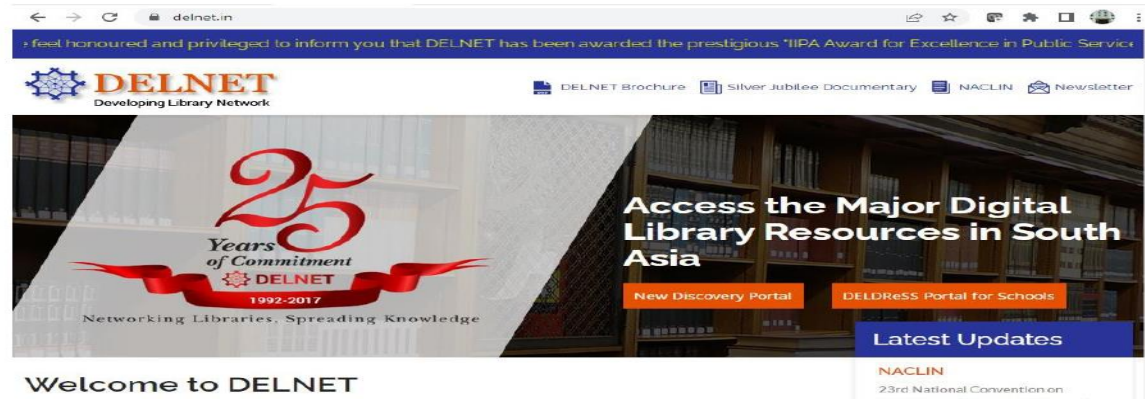 delnet.in
feel honoured and privileged to inform you that DELNET has been awarded the prestigious "IIPA Award for Excellence in Public Service
DELNET
Developing Library Network
DELNET Brochure Silver Jubilee Documentary NACLIN Newsletter
25
Years
of Commitment
DELNET
1992-2017
Networking Libraries, Spreading Knowledge
Access the Major Digital
Library Resources in South
Asia
New Discovery Portal DELDReSS Portal for Schools
Latest Updates
NACLIN
23rd National Convention on
Welcome to DELNET